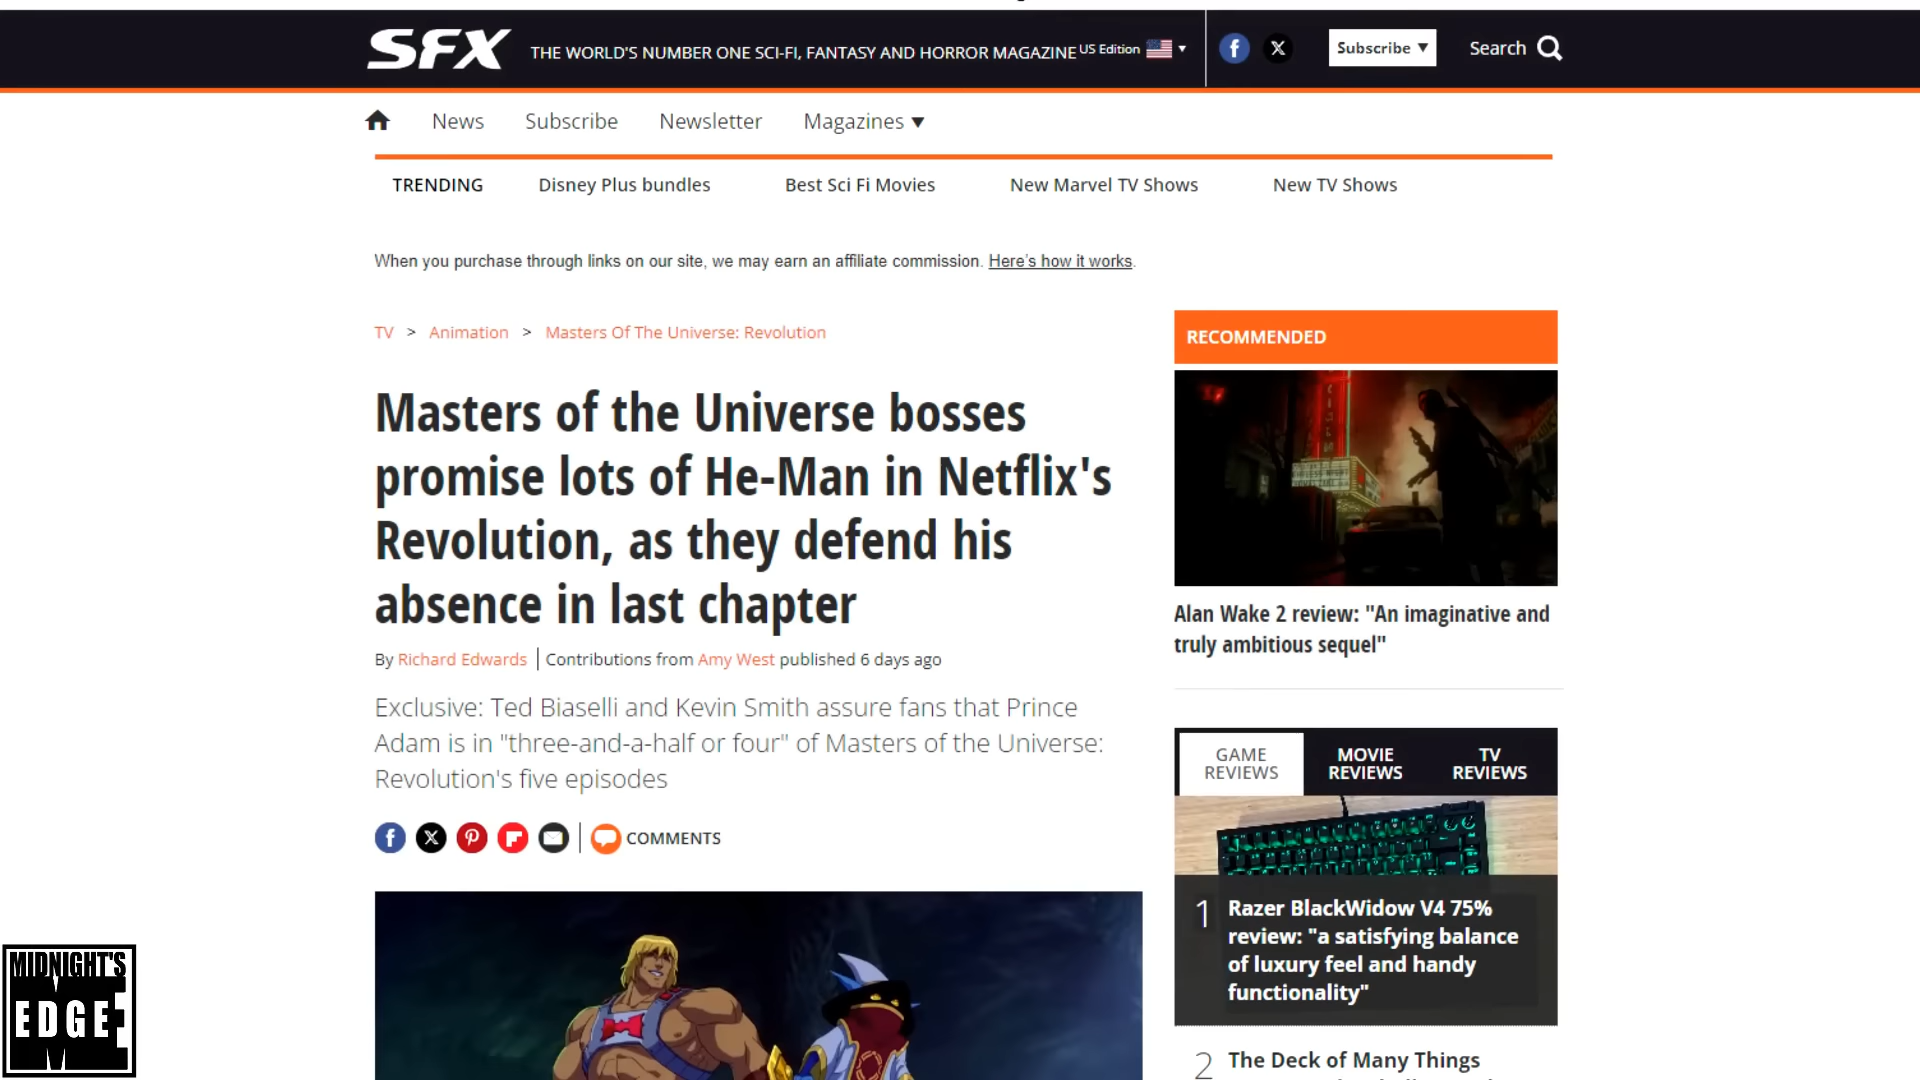 SFX
THE WORLD'S NUMBER ONE SCI-FI, FANTASY AND HORROR MAGAZINE
US Edition
Subscribe ▼
Search
News
Subscribe
Newsletter
Magazines ▼
TRENDING
Disney Plus bundles
Best Sci Fi Movies
New Marvel TV Shows
New TV Shows
When you purchase through links on our site, we may earn an affiliate commission. Here's how it works.
TV > Animation > Masters Of The Universe: Revolution
Masters of the Universe bosses
promise lots of He-Man in Netflix's
Revolution, as they defend his
absence in last chapter
By Richard Edwards | Contributions from Amy West published 6 days ago
Exclusive: Ted Biaselli and Kevin Smith assure fans that Prince
Adam is in "three-and-a-half or four" of Masters of the Universe:
Revolution's five episodes
COMMENTS
RECOMMENDED
Alan Wake 2 review: "An imaginative and
truly ambitious sequel"
GAME
REVIEWS
MOVIE
REVIEWS
TV
REVIEWS
1
Razer BlackWidow V4 75%
review: "a satisfying balance
of luxury feel and handy
functionality"
2
The Deck of Many Things
MIDNIGHT'S
EDGE